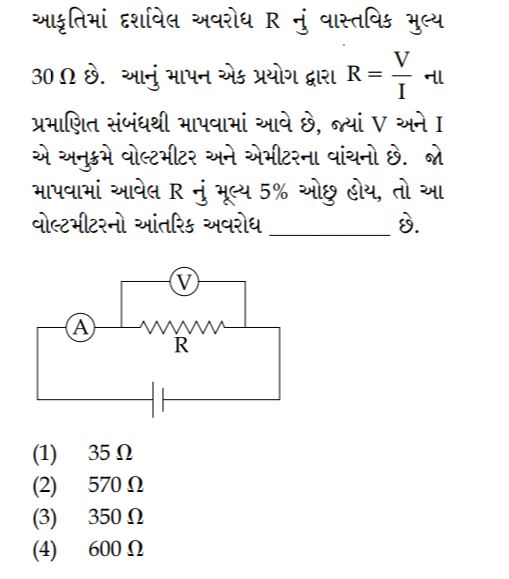 આકૃતિમાં દર્શાવેલ અવરોધ R નું વાસ્તવિક મુલ્ય
30 Ω છે. આનું માપન એક પ્રયોગ દ્વારા R = V/I ના
પ્રમાણિત સંબંધથી માપવામાં આવે છે, જ્યાં V અને I
એ અનુક્રમે વોલ્ટમીટર અને એમીટરના વાંચનો છે. જો
માપવામાં આવેલ R નું મૂલ્ય 5% ઓછુ હોય, તો આ
વોલ્ટમીટરનો આંતરિક અવરોધ __________ છે.
V
A
R
(1) 35 Ω
(2) 570 Ω
(3) 350 Ω
(4) 600 Ω